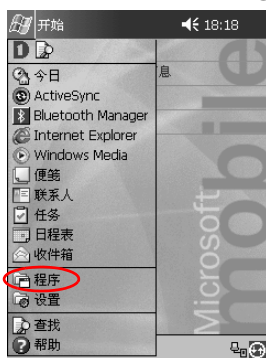 开始 18:18
今日
息
ActiveSync
Bluetooth Manager
Internet Explorer
Windows Media
便笺
联系人
任务
日程表
收件箱
程序
设置
查找
帮助
Microsoft
mobile